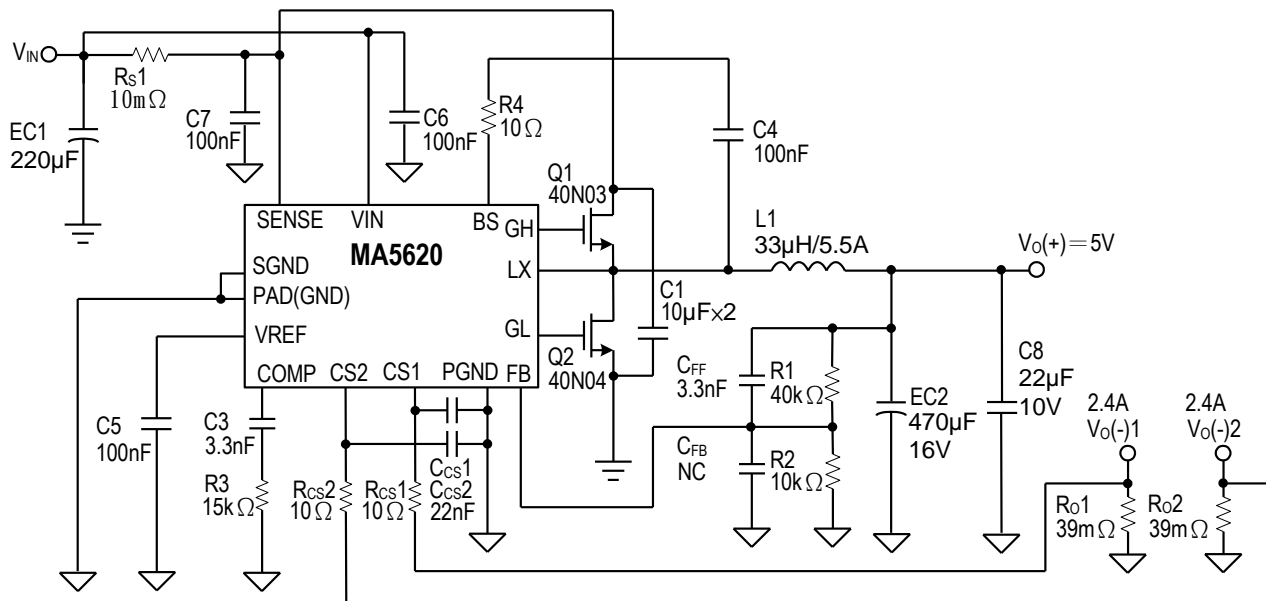 VIN
RS1
10mΩ
EC1
220µF
C7
100nF
C6
100nF
R4
10Ω
C4
100nF
Q1
40N03
SENSE
VIN
BS
GH
MA5620
L1
33µH/5.5A
VO(+)=5V
SGND
LX
PAD(GND)
C1
10µF×2
VREF
GL
Q2
40N04
COMP
CS2
CS1
PGND
FB
CFF
3.3nF
R1
40kΩ
C8
22µF
10V
EC2
470µF
16V
C5
100nF
C3
3.3nF
2.4A
VO(-)1
2.4A
VO(-)2
CFB
NC
R2
10kΩ
CCS1
CCS2
22nF
R3
15kΩ
RCS2
10Ω
RCS1
10Ω
RO1
39mΩ
RO2
39mΩ